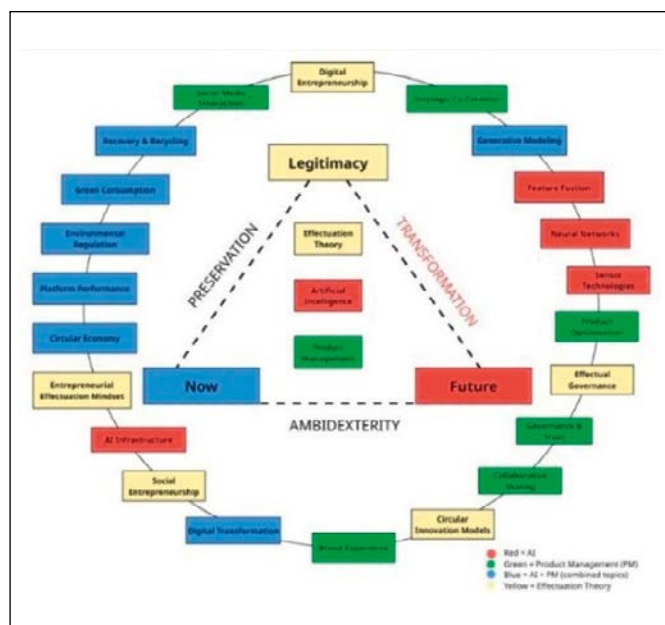 Digital
Entrepreneurship
Social Media
Interaction
Strategic Co-Creation
Recovery & Recycling
Generative Modeling
Legitimacy
Green Consumption
Feature Fusion
Environmental
Regulation
Effectuation
Theory
Neural Networks
PRESERVATION
TRANSFORMATION
Platform Performance
Artificial
Intelligence
Sensor
Technologies
Circular Economy
Product
Management
Product
Optimization
Entrepreneurial
Effectuation Mindsets
Now
Future
Effectual
Governance
AMBIDEXTERITY
AI Infrastructure
Governance &
Trust
Social
Entrepreneurship
Collaborative
Digital Transformation
Circular
Innovation Models
Brand Experience
Red = AI
Green = Product Management (PM)
Blue = AI + PM (combined topics)
Yellow = Effectuation Theory